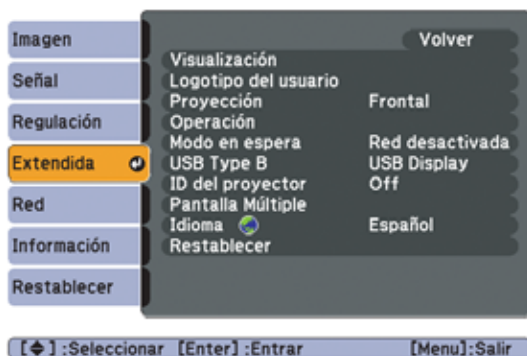 Imagen
Señal
Regulación
Extendida
Red
Información
Restablecer
Volver
Visualización
Logotipo del usuario
Proyección Frontal
Operación
Modo en espera Red desactivada
USB Type B USB Display
ID del proyector Off
Pantalla Múltiple
Idioma Español
Restablecer
[◆] :Seleccionar [Enter] :Entrar [Menu]:Salir